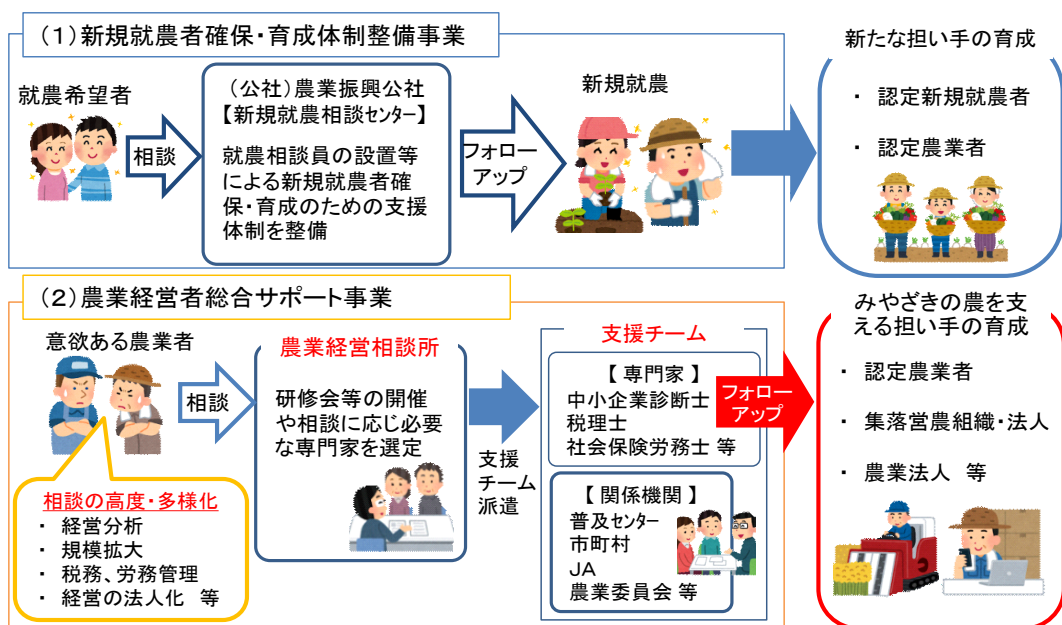 （１）新規就農者確保・育成体制整備事業
就農希望者
相談
（公社）農業振興公社
【新規就農相談センター】
就農相談員の設置等
による新規就農者確
保・育成のための支援
体制を整備
フォロー
アップ
新規就農
新たな担い手の育成
・ 認定新規就農者
・ 認定農業者
（２）農業経営者総合サポート事業
意欲ある農業者
相談の高度・多様化
・ 経営分析
・ 規模拡大
・ 税務、労務管理
・ 経営の法人化 等
相談
農業経営相談所
研修会等の開催
や相談に応じ必要
な専門家を選定
支援
チーム
派遣
支援チーム
【 専門家 】
中小企業診断士
税理士
社会保険労務士 等
【 関係機関 】
普及センター
市町村
JA
農業委員会 等
フォロー
アップ
みやざきの農を支
える担い手の育成
・ 認定農業者
・ 集落営農組織・法人
・ 農業法人 等